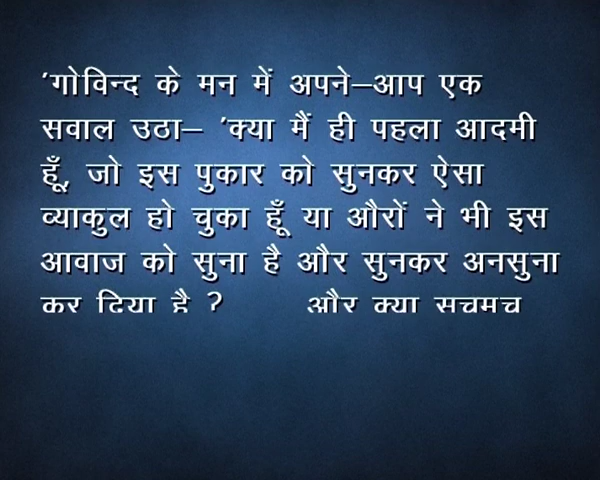 'गोविन्द के मन में अपने–आप एक
सवाल उठा– 'क्या मैं ही पहला आदमी
हूँ, जो इस पुकार को सुनकर ऐसा
व्याकुल हो चुका हूँ या औरों ने भी इस
आवाज को सुना है और सुनकर अनसुना
कर दिया है ? और क्या सचमच